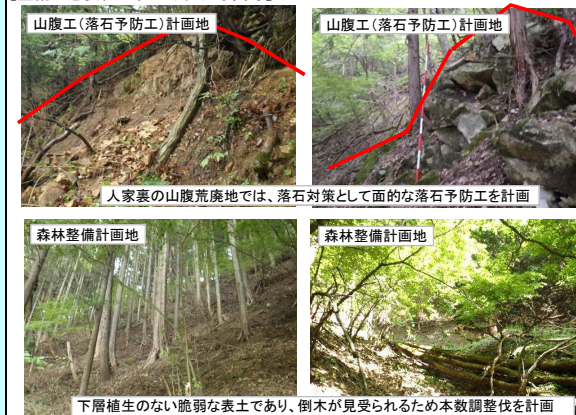 山腹工(落石予防工)計画地
山腹工(落石予防工)計画地
人家裏の山腹荒廃地では、落石対策として面的な落石予防工を計画
森林整備計画地
森林整備計画地
下層植生のない脆弱な表土であり、倒木が見受られるため本数調整伐を計画